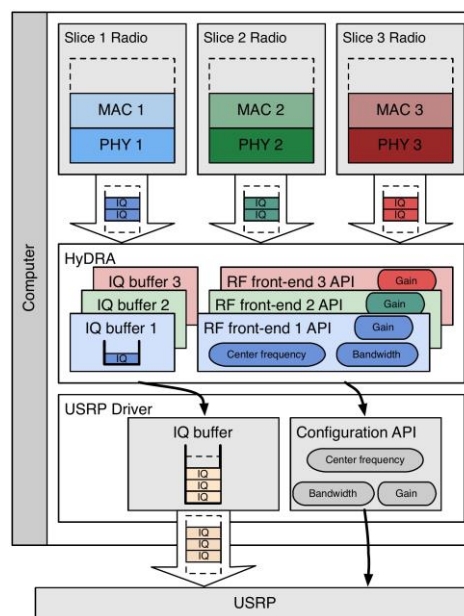 Computer
Slice 1 Radio
Slice 2 Radio
Slice 3 Radio
MAC 1
MAC 2
MAC 3
PHY 1
PHY 2
PHY 3
IQ
IQ
IQ
IQ
IQ
IQ
HyDRA
IQ buffer 3
IQ buffer 2
IQ buffer 1
IQ
RF front-end 3 API
Gain
RF front-end 2 API
Gain
RF front-end 1 API
Gain
Center frequency
Bandwidth
USRP Driver
IQ buffer
IQ
IQ
IQ
Configuration API
Center frequency
Bandwidth
Gain
IQ
IQ
IQ
USRP